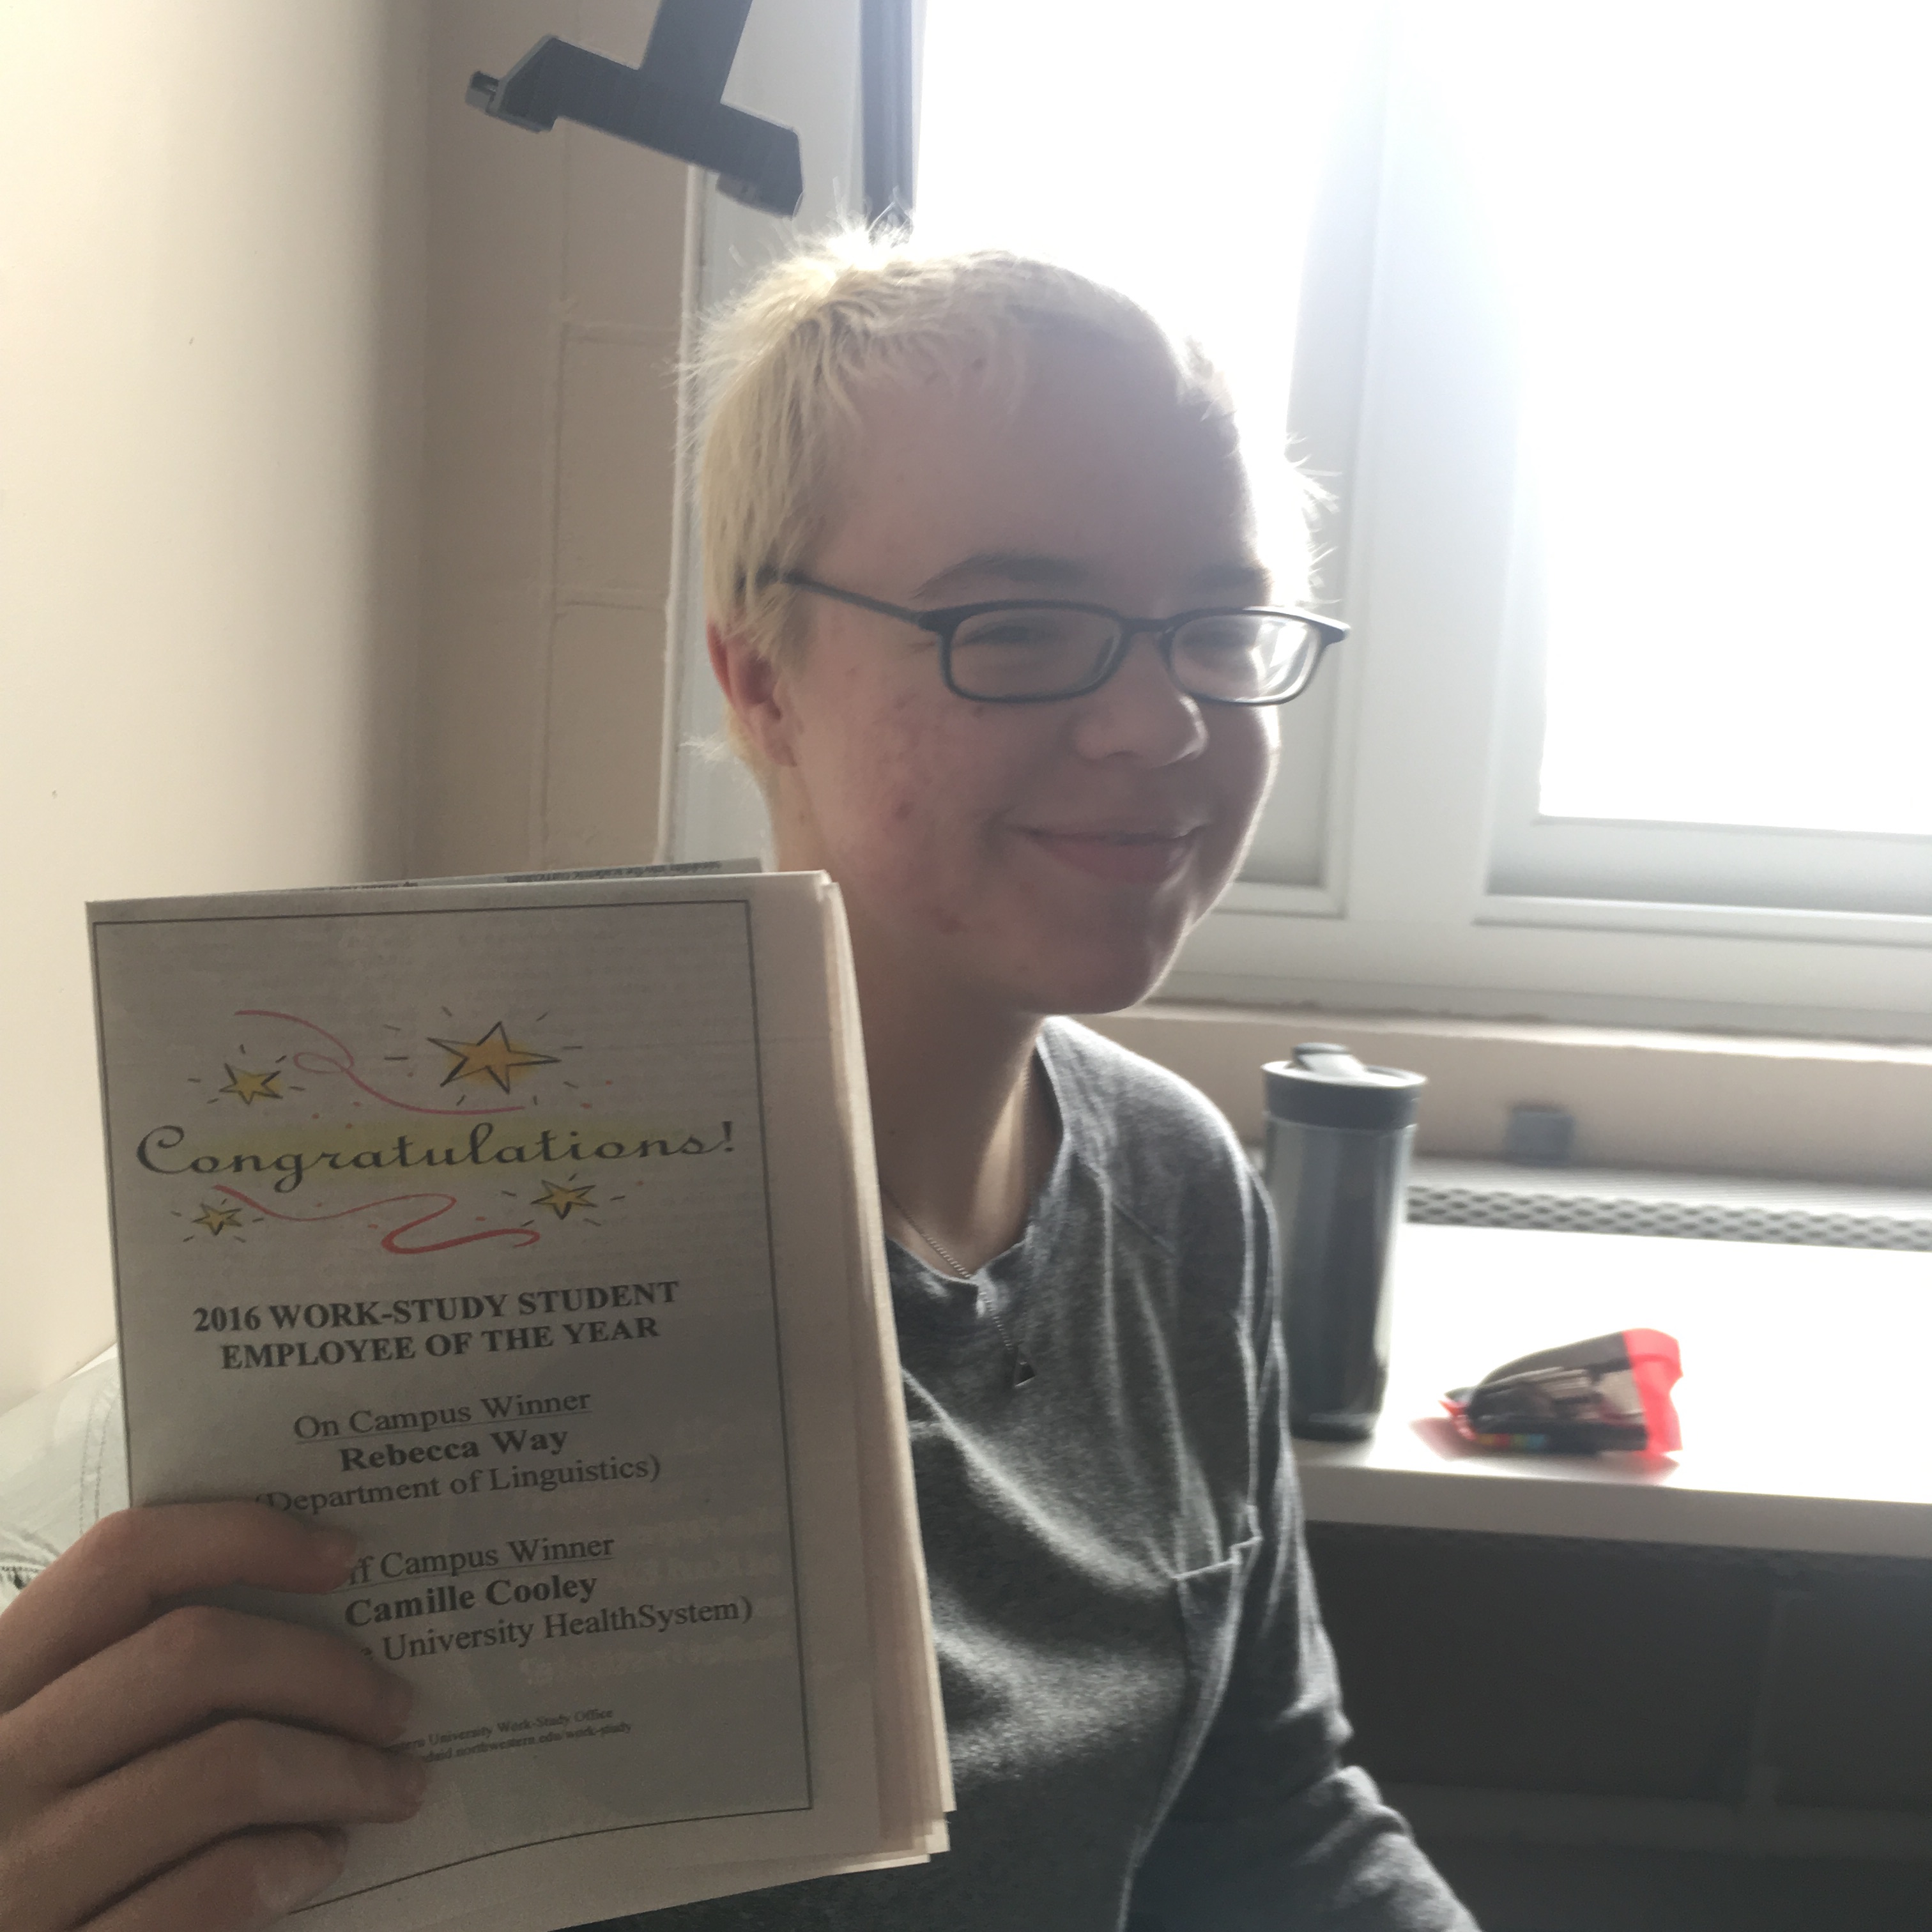 Congratulations!
2016 WORK-STUDY STUDENT
EMPLOYEE OF THE YEAR
On Campus Winner
Rebecca Way
(Department of Linguistics)
Campus Winner
Camille Cooley
University HealthSystem)
University Work-Study Office